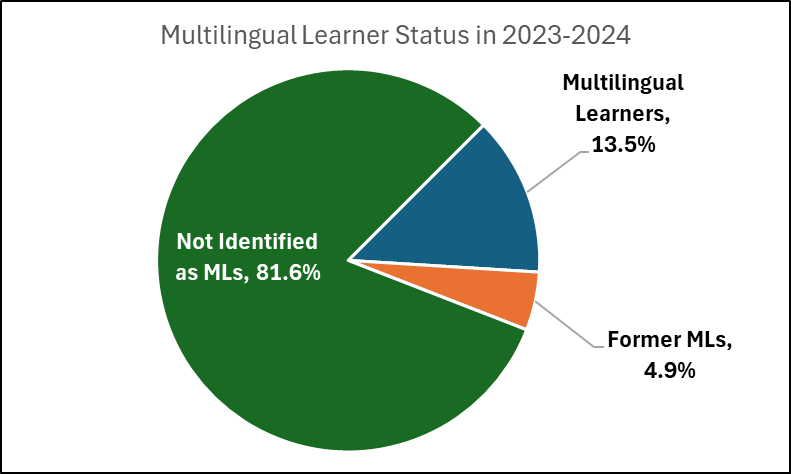 Multilingual Learner Status in 2023-2024
Multilingual
Learners,
13.5%
Not Identified
as MLs, 81.6%
Former MLs,
4.9%